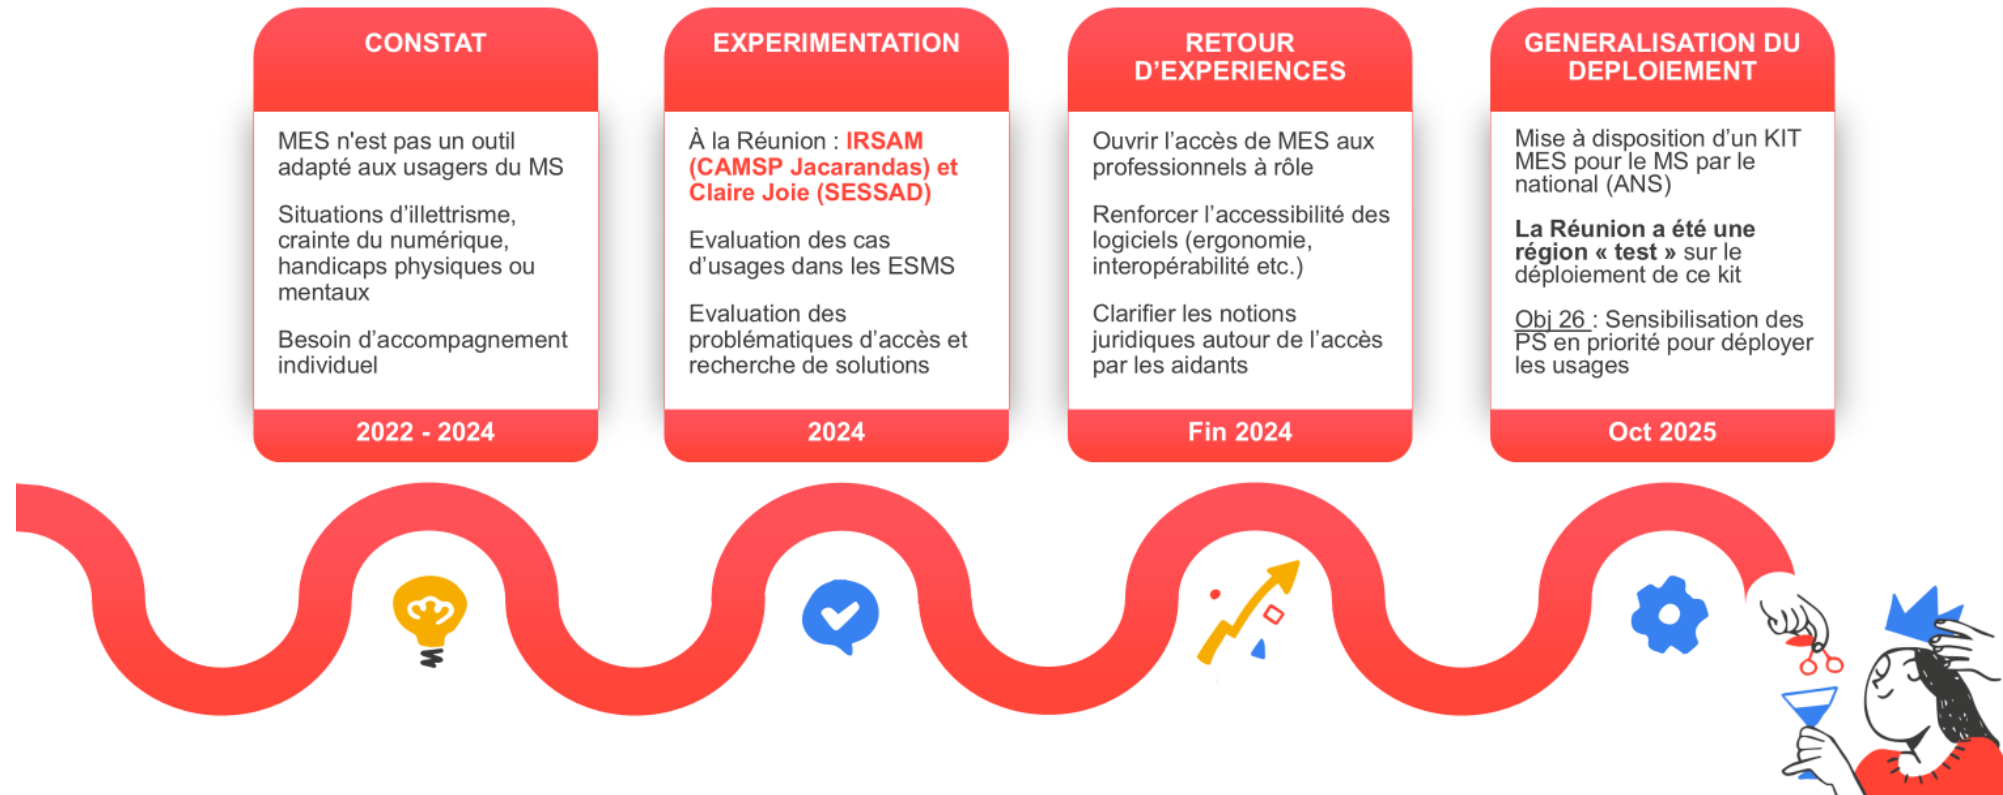 CONSTAT
MES n'est pas un outil
adapté aux usagers du MS
Situations d’illettrisme,
crainte du numérique,
handicaps physiques ou
mentaux
Besoin d’accompagnement
individuel
2022 - 2024
EXPERIMENTATION
À la Réunion : IRSAM
(CAMSP Jacarandas) et
Claire Joie (SESSAD)
Evaluation des cas
d’usages dans les ESMS
Evaluation des
problématiques d’accès et
recherche de solutions
2024
RETOUR
D’EXPERIENCES
Ouvrir l’accès de MES aux
professionnels à rôle
Renforcer l’accessibilité des
logiciels (ergonomie,
interopérabilité etc.)
Clarifier les notions
juridiques autour de l’accès
par les aidants
Fin 2024
GENERALISATION DU
DEPLOIEMENT
Mise à disposition d’un KIT
MES pour le MS par le
national (ANS)
La Réunion a été une
région « test » sur le
déploiement de ce kit
Obj 26 : Sensibilisation des
PS en priorité pour déployer
les usages
Oct 2025